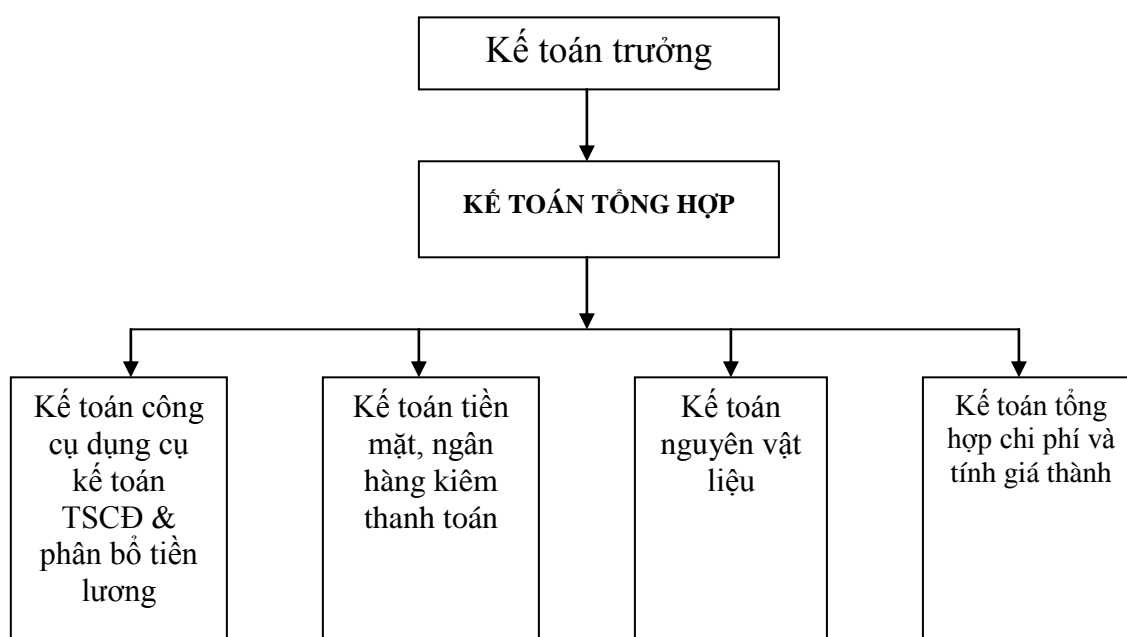 Kế toán trưởng
KẾ TOÁN TỔNG HỢP
Kế toán công
cụ dụng cụ
kế toán
TSCĐ &
phân bổ tiền
lương
Kế toán tiền
mặt, ngân
hàng kiêm
thanh toán
Kế toán
nguyên vật
liệu
Kế toán tổng
hợp chi phí và
tính giá thành